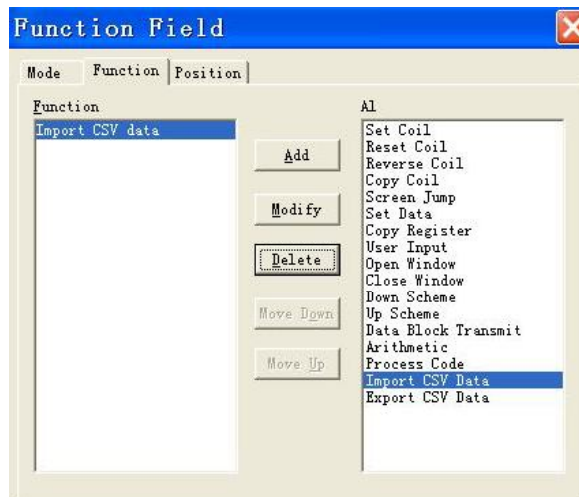 Function Field
Mode Function Position
Function
Import CSV data
Add
Modify
Delete
Move Down
Move Up
Al
Set Coil
Reset Coil
Reverse Coil
Copy Coil
Screen Jump
Set Data
Copy Register
User Input
Open Window
Close Window
Down Scheme
Up Scheme
Data Block Transmit
Arithmetic
Process Code
Import CSV Data
Export CSV Data